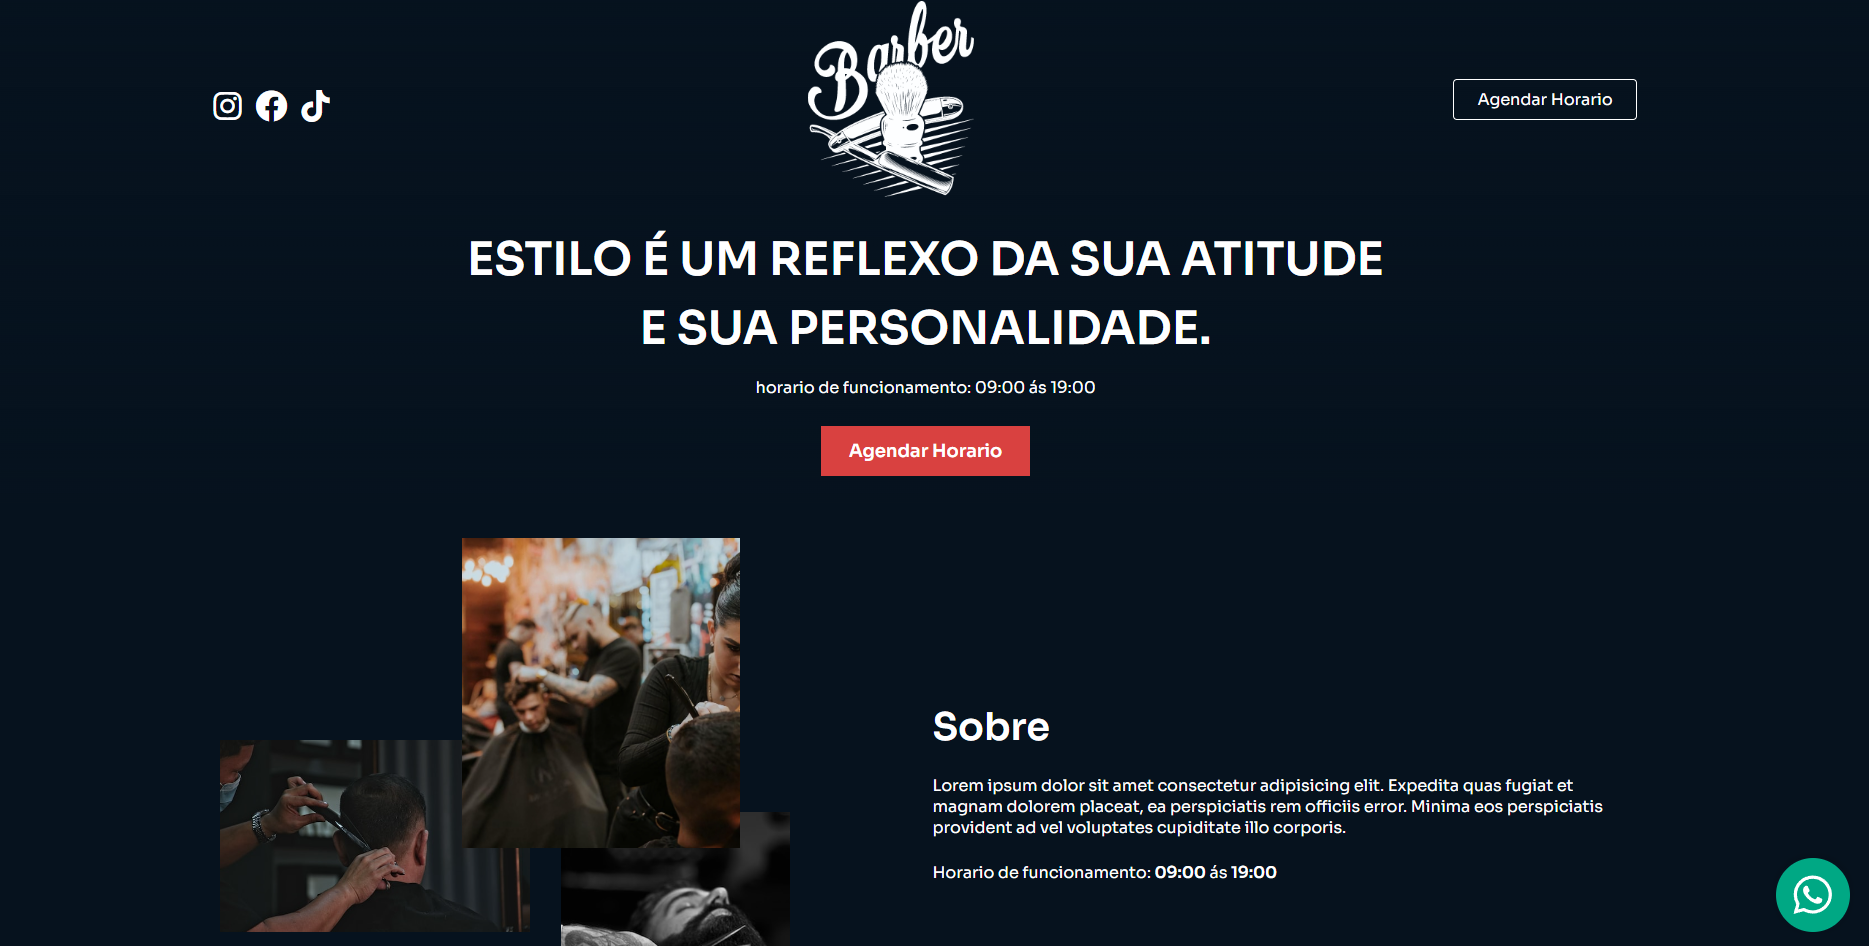 Barber
Agendar Horario
ESTILO É UM REFLEXO DA SUA ATITUDE
E SUA PERSONALIDADE.
horario de funcionamento: 09:00 ás 19:00
Agendar Horario
Sobre
Lorem ipsum dolor sit amet consectetur adipisicing elit. Expedita quas fugiat et
magnam dolorem placeat, ea perspiciatis rem officiis error. Minima eos perspiciatis
provident ad vel voluptates cupiditate illo corporis.
Horario de funcionamento: 09:00 ás 19:00